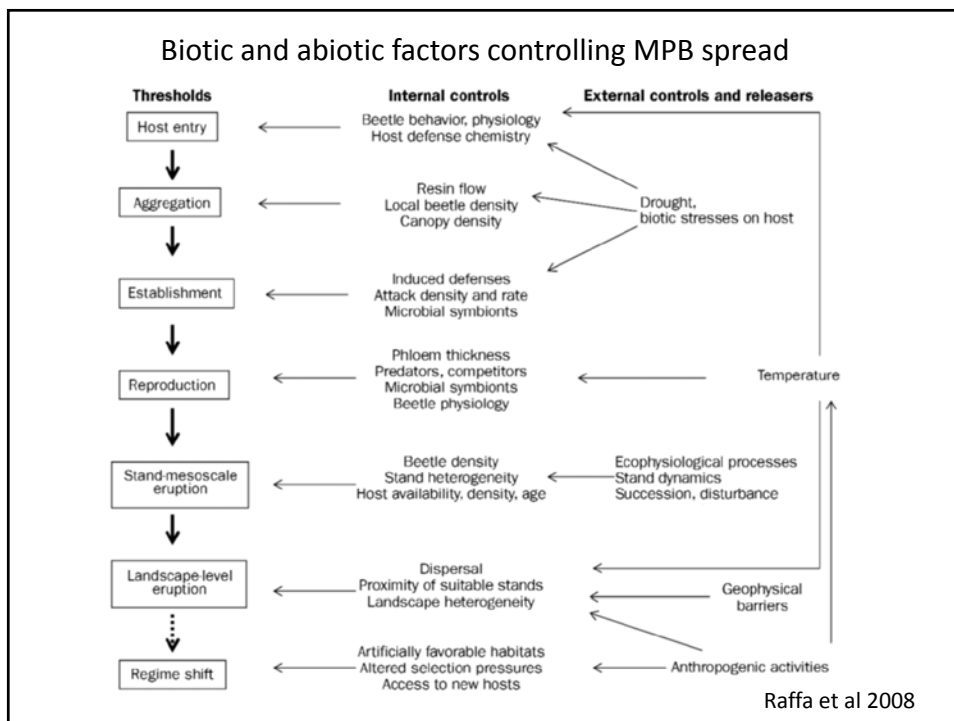 Biotic and abiotic factors controlling MPB spread
Thresholds
Internal controls
External controls and releasers
Host entry
Beetle behavior, physiology
Host defense chemistry
Aggregation
Resin flow
Local beetle density
Canopy density
Drought,
biotic stresses on host
Establishment
Induced defenses
Attack density and rate
Microbial symbionts
Reproduction
Phloem thickness
Predators, competitors
Microbial symbionts
Beetle physiology
Temperature
Stand-mesoscale
eruption
Beetle density
Stand heterogeneity
Host availability, density, age
Ecophysiological processes
Stand dynamics
Succession, disturbance
Landscape-level
eruption
Dispersal
Proximity of suitable stands
Landscape heterogeneity
Geophysical
barriers
Regime shift
Artificially favorable habitats
Altered selection pressures
Access to new hosts
Anthropogenic activities
Raffa et al 2008